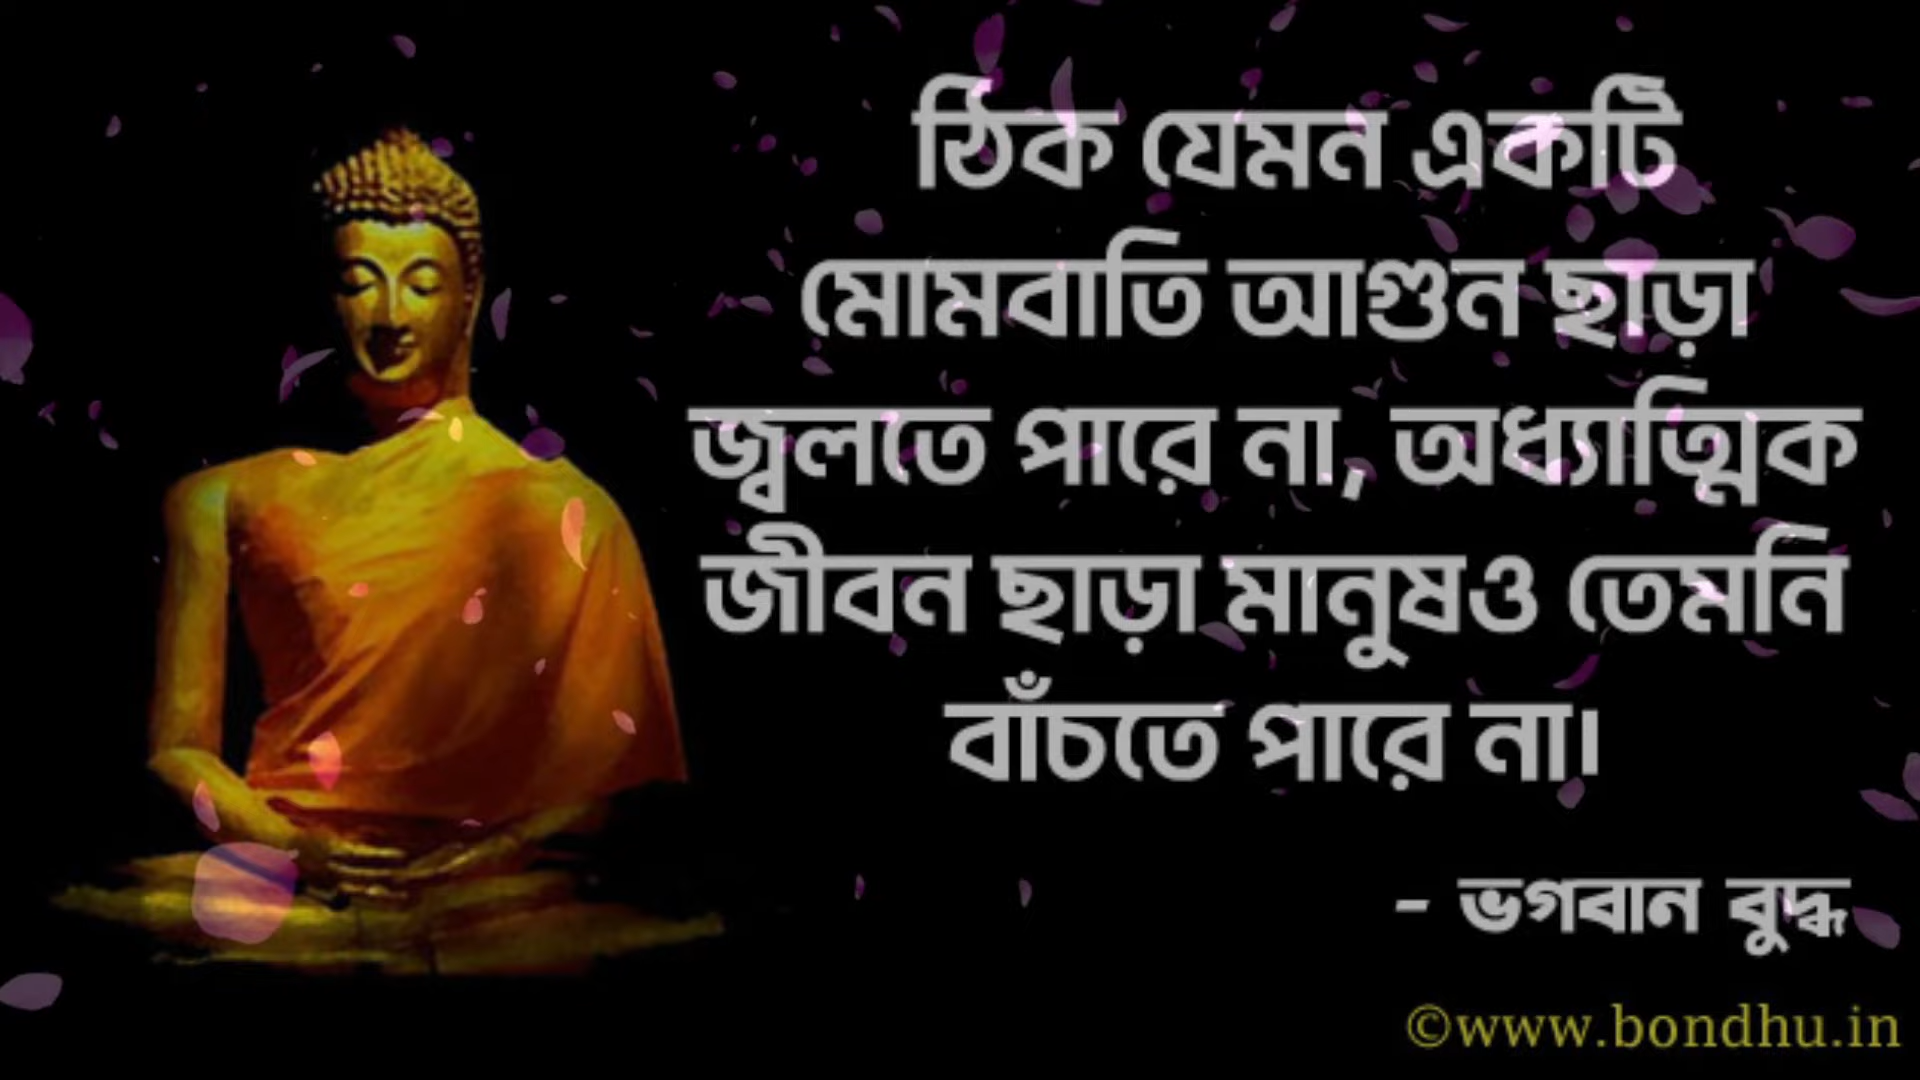 ঠিক যেমন একটি
মোমবাতি আগুন ছাড়া
জ্বলতে পারে না, অধ্যাত্মিক
জীবন ছাড়া মানুষও তেমনি
বাঁচতে পারে না।
- ভগবান বুদ্ধ
©www.bondhu.in